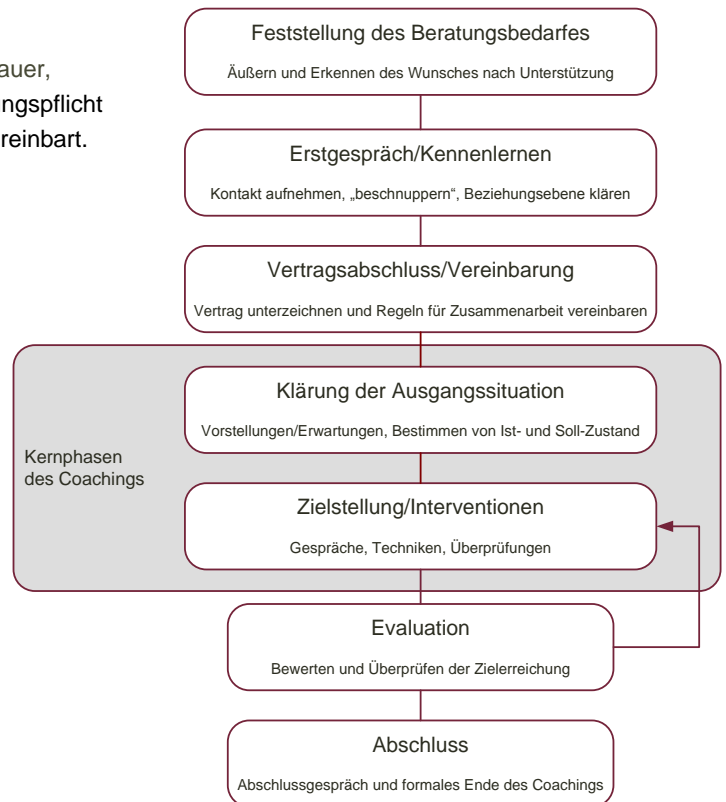 Feststellung des Beratungsbedarfes
Äußern und Erkennen des Wunsches nach Unterstützung
auer,
ngspflicht
reinbart.
Erstgespräch/Kennenlernen
Kontakt aufnehmen, „beschnuppern“, Beziehungsebene klären
Vertragsabschluss/Vereinbarung
Vertrag unterzeichnen und Regeln für Zusammenarbeit vereinbaren
Kernphasen
des Coachings
Klärung der Ausgangssituation
Vorstellungen/Erwartungen, Bestimmen von Ist- und Soll-Zustand
Zielstellung/Interventionen
Gespräche, Techniken, Überprüfungen
Evaluation
Bewerten und Überprüfen der Zielerreichung
Abschluss
Abschlussgespräch und formales Ende des Coachings